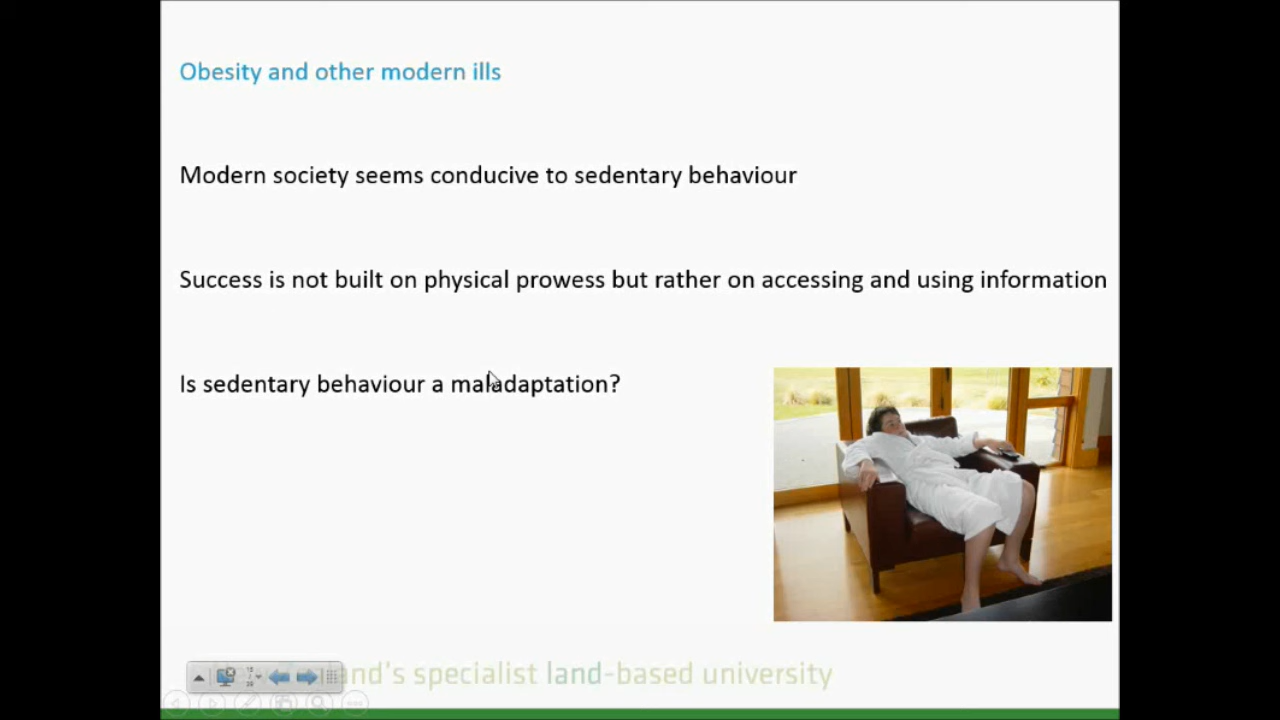 Obesity and other modern ills
Modern society seems conducive to sedentary behaviour
Success is not built on physical prowess but rather on accessing and using information
Is sedentary behaviour a maladaptation?
specialist land-based university